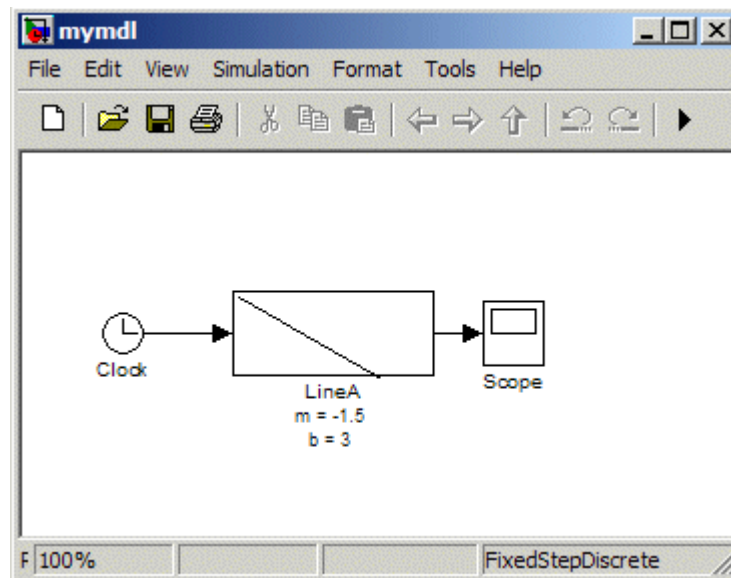 mymdl
File Edit View Simulation Format Tools Help
Clock
LineA
m = -1.5
b = 3
Scope
F 100% FixedStepDiscrete